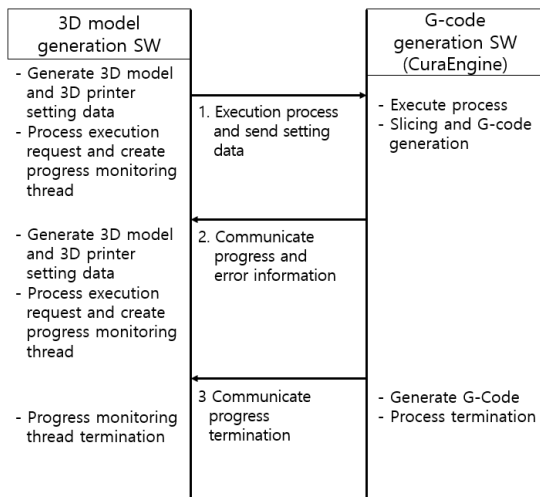 3D model
generation SW
G-code
generation SW
(CuraEngine)
- Generate 3D model
and 3D printer
setting data
- Process execution
request and create
progress monitoring
thread
1. Execution process
and send setting
data
- Execute process
- Slicing and G-code
generation
- Generate 3D model
and 3D printer
setting data
- Process execution
request and create
progress monitoring
thread
2. Communicate
progress and
error information
- Progress monitoring
thread termination
3 Communicate
progress
termination
- Generate G-Code
- Process termination